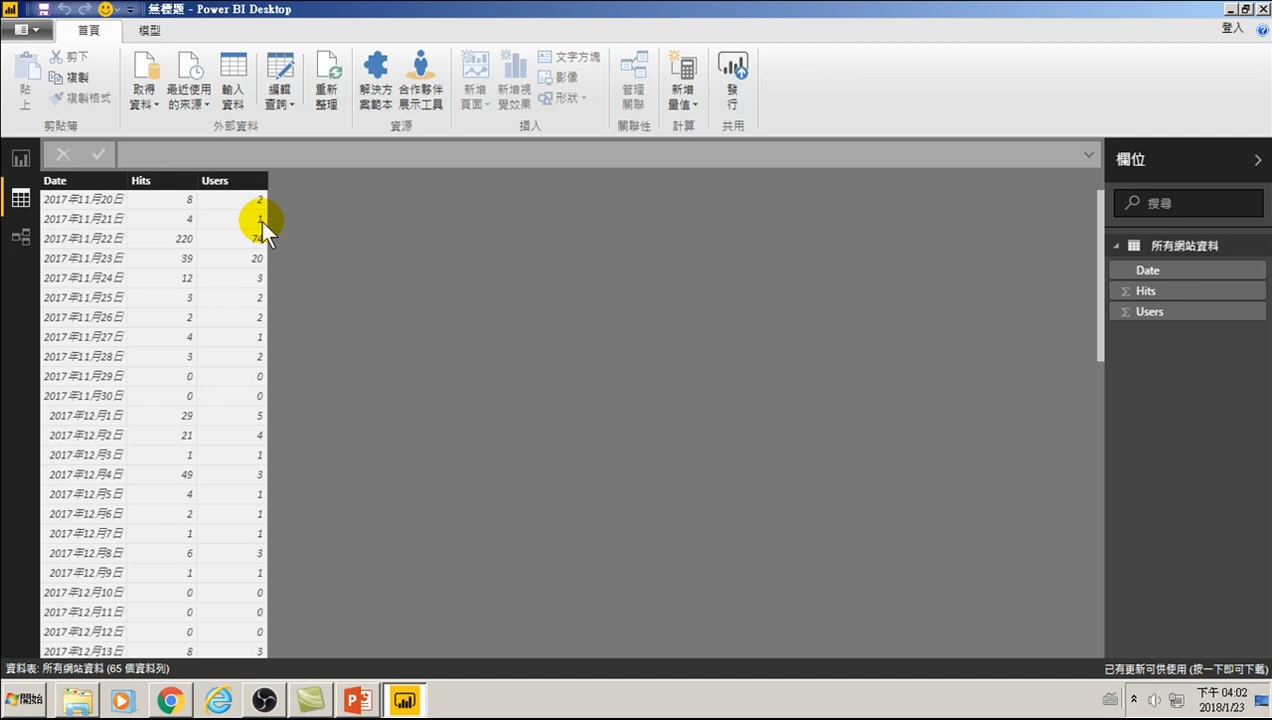 無標題 - Power BI Desktop
首頁 模型 登入
貼上 剪下 複製 複製格式 剪貼簿
取得資料 最近使用的來源 輸入資料 編輯查詢 外部資料
重新整理
解決方案範本 合作夥伴展示工具 資源
新增頁面 新增視覺效果 文字方塊 影像 形狀 插入
管理關聯 關聯性
新增量值 計算
發行 共用
Date Hits Users
2017年11月20日 8 2
2017年11月21日 4 1
2017年11月22日 220 74
2017年11月23日 39 20
2017年11月24日 12 3
2017年11月25日 3 2
2017年11月26日 2 2
2017年11月27日 4 1
2017年11月28日 3 2
2017年11月29日 0 0
2017年11月30日 0 0
2017年12月1日 29 5
2017年12月2日 21 4
2017年12月3日 1 1
2017年12月4日 49 3
2017年12月5日 4 1
2017年12月6日 2 1
2017年12月7日 1 1
2017年12月8日 6 3
2017年12月9日 1 1
2017年12月10日 0 0
2017年12月11日 0 0
2017年12月12日 0 0
2017年12月13日 8 3
欄位
搜尋
所有網站資料
Date
Σ Hits
Σ Users
資料表: 所有網站資料 (65 個資料列) 已有更新可供使用 (按一下即可下載)
開始 下午 04:02
2018/1/23